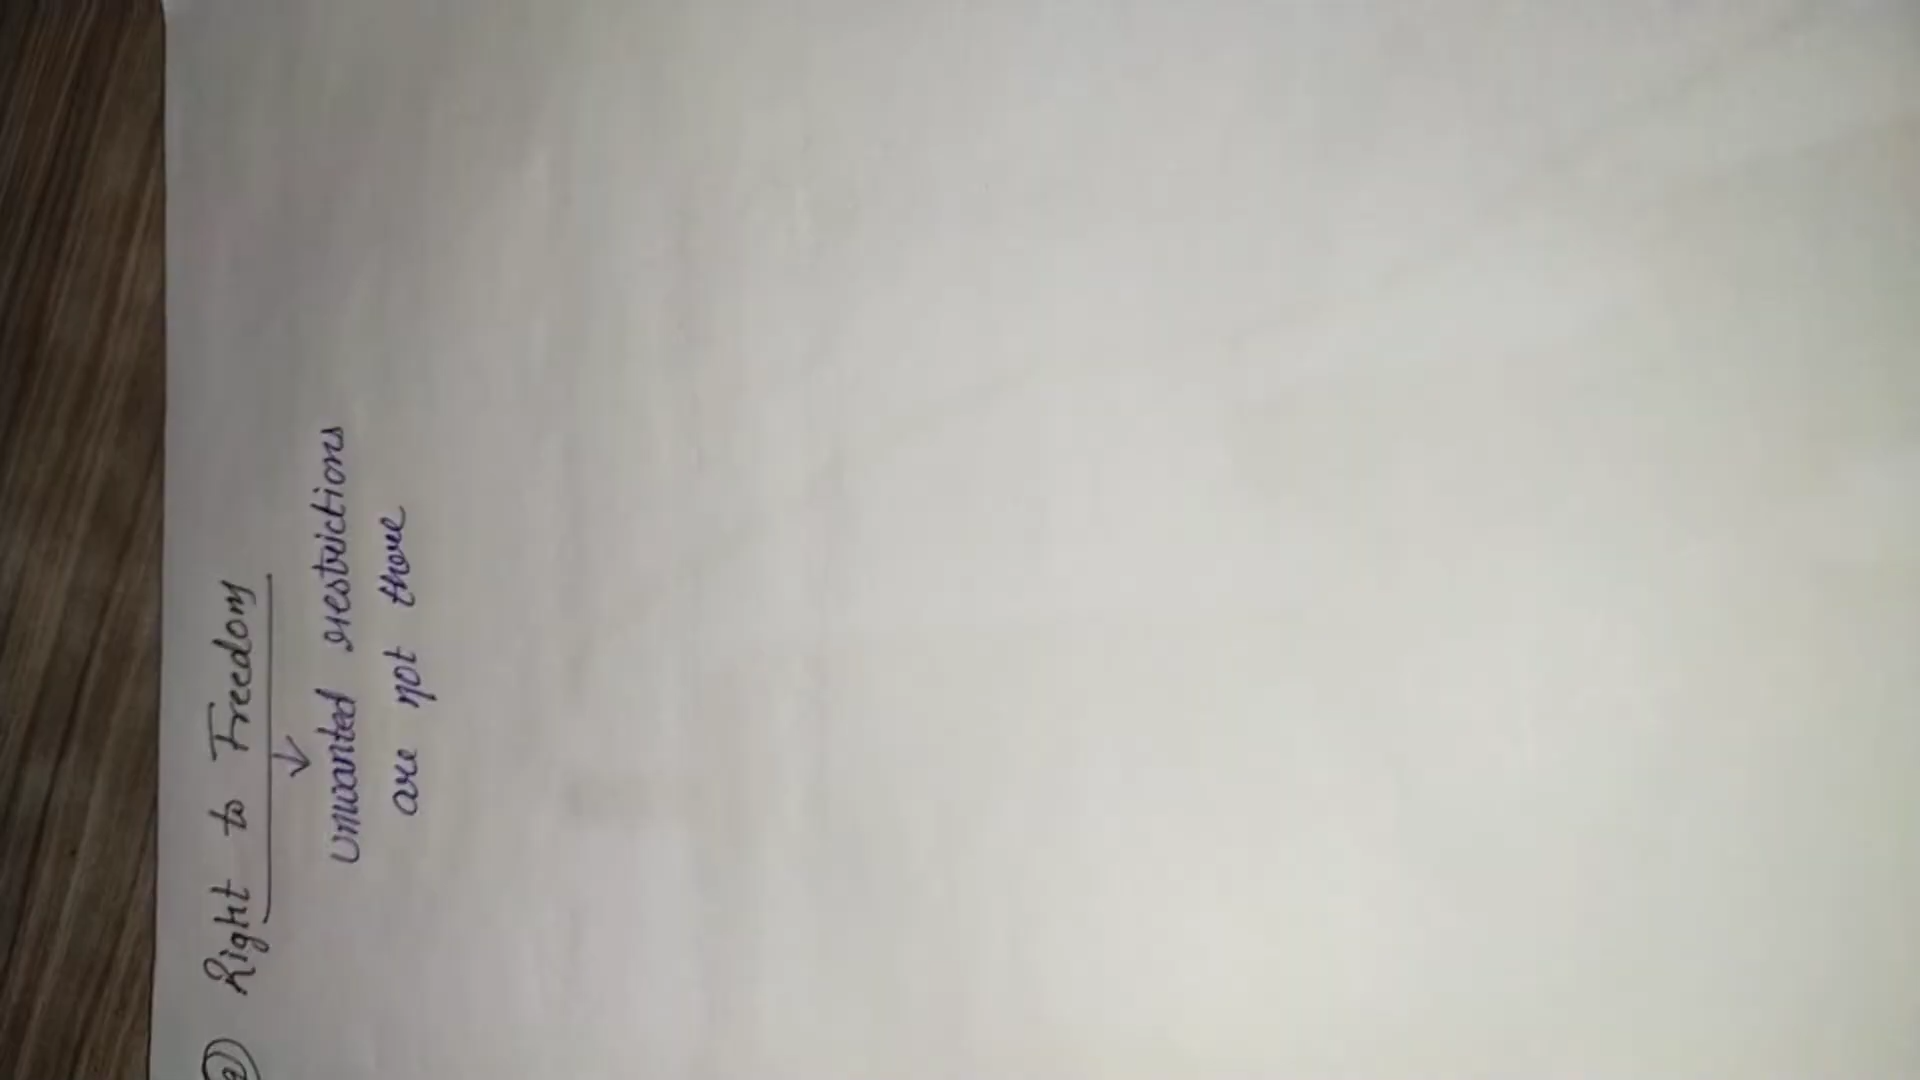 ② Right to Freedom
↓
Unwanted restrictions
are not there